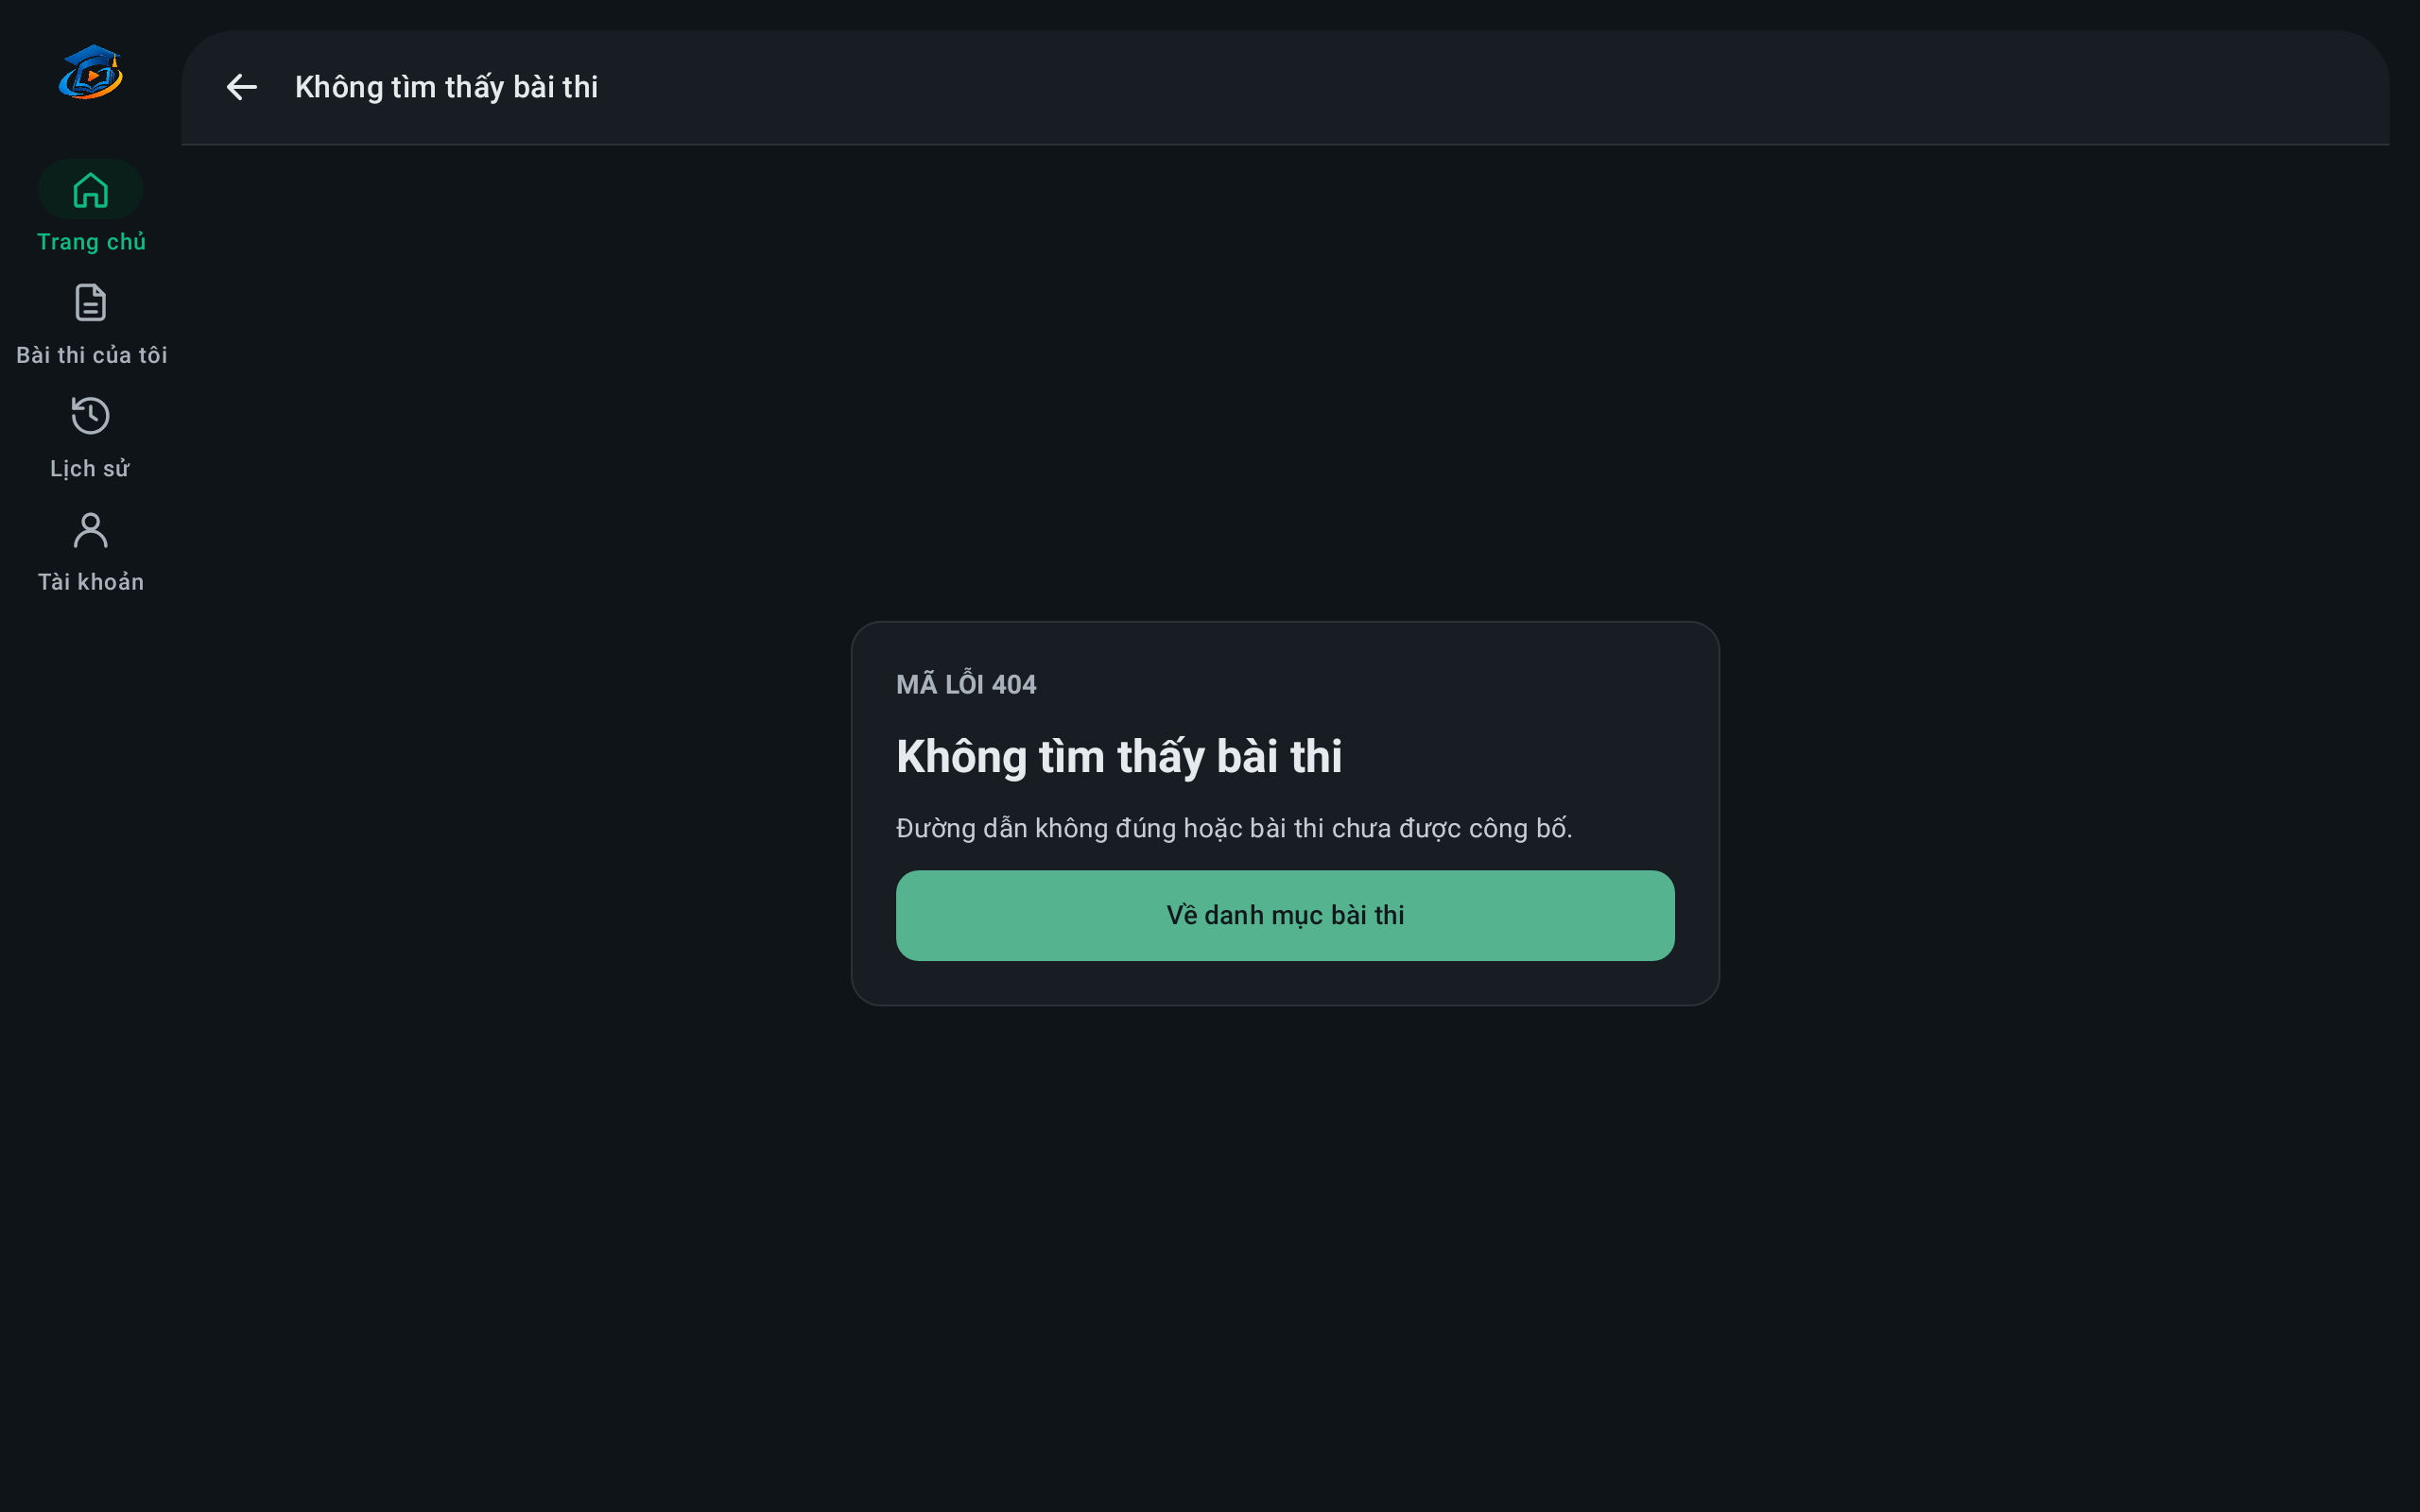 Không tìm thấy bài thi
Trang chủ
Bài thi của tôi
Lịch sử
Tài khoản
MÃ LỖI 404
Không tìm thấy bài thi
Đường dẫn không đúng hoặc bài thi chưa được công bố.
Về danh mục bài thi